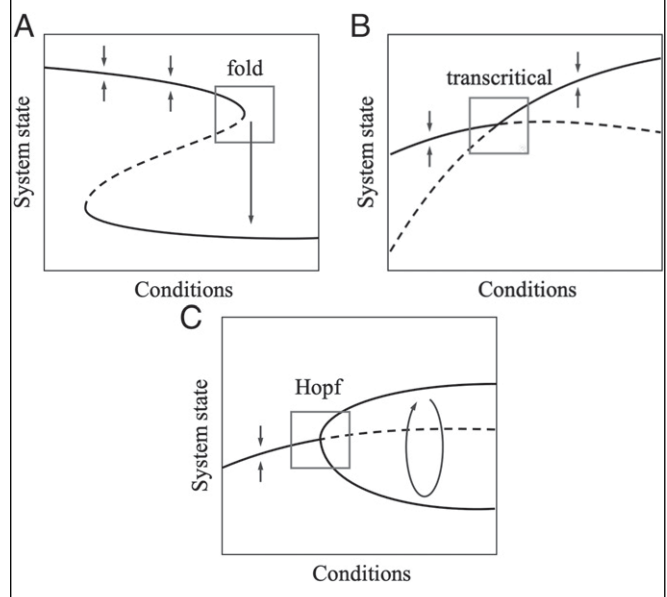 A
fold
System state
Conditions
B
transcritical
System state
Conditions
C
Hopf
System state
Conditions